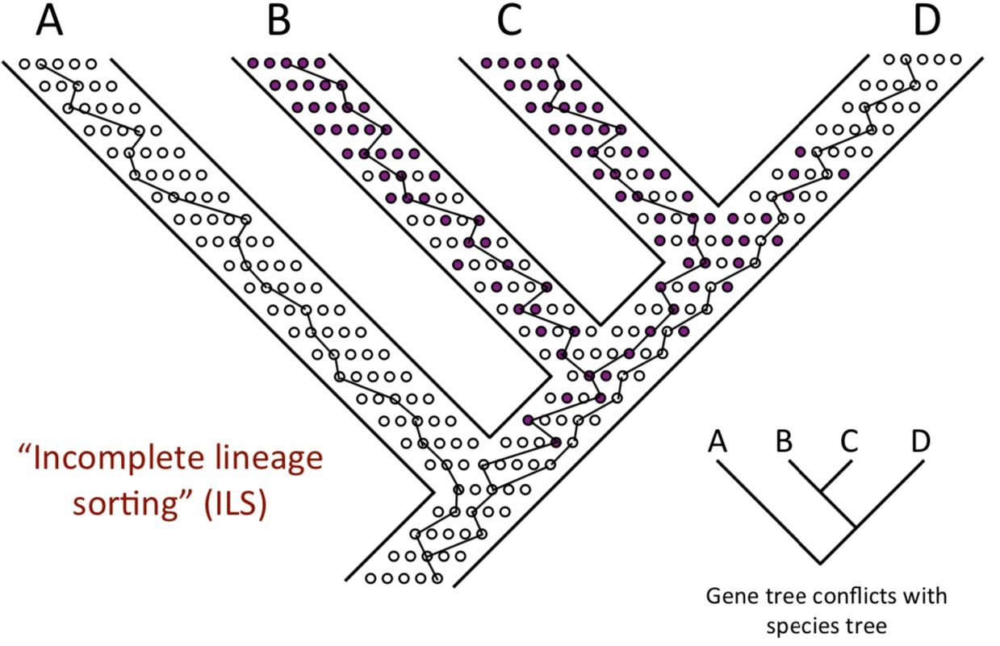 A B C D
“Incomplete lineage
sorting” (ILS)
A B C D
Gene tree conflicts with
species tree